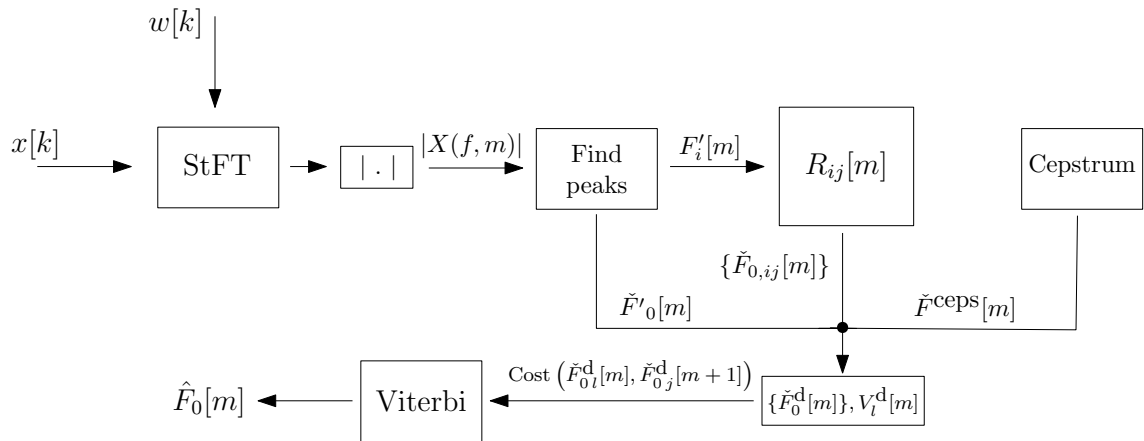 w[k]
x[k]
StFT
| . |
|X(f, m)|
Find
peaks
F′ᵢ[m]
Rᵢⱼ[m]
Cepstrum
{F̌₀,ᵢⱼ[m]}
F̌′₀[m]
F̌ᶜᵉᵖˢ[m]
F̂₀[m]
Viterbi
Cost (F̌ᵈ₀ₗ[m], F̌ᵈ₀ⱼ[m + 1])
{F̌ᵈ₀[m]}, Vᵈₗ[m]